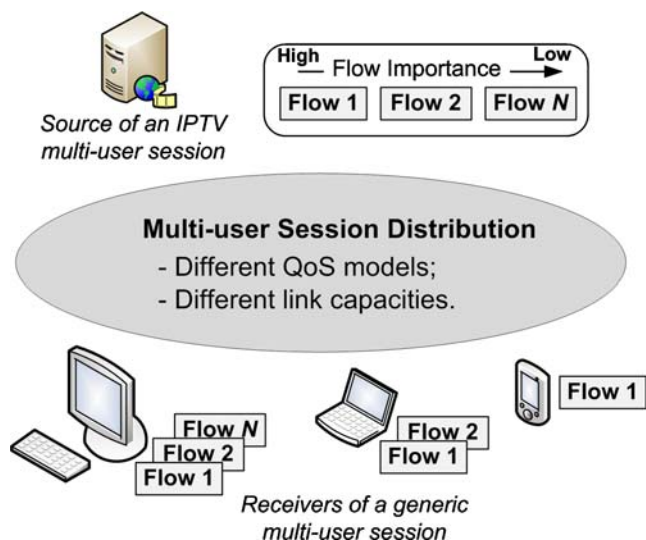 High
Low
Flow Importance
Flow 1
Flow 2
Flow N
Source of an IPTV
multi-user session
Multi-user Session Distribution
- Different QoS models;
- Different link capacities.
Flow N
Flow 2
Flow 1
Flow 2
Flow 1
Flow 1
Receivers of a generic
multi-user session